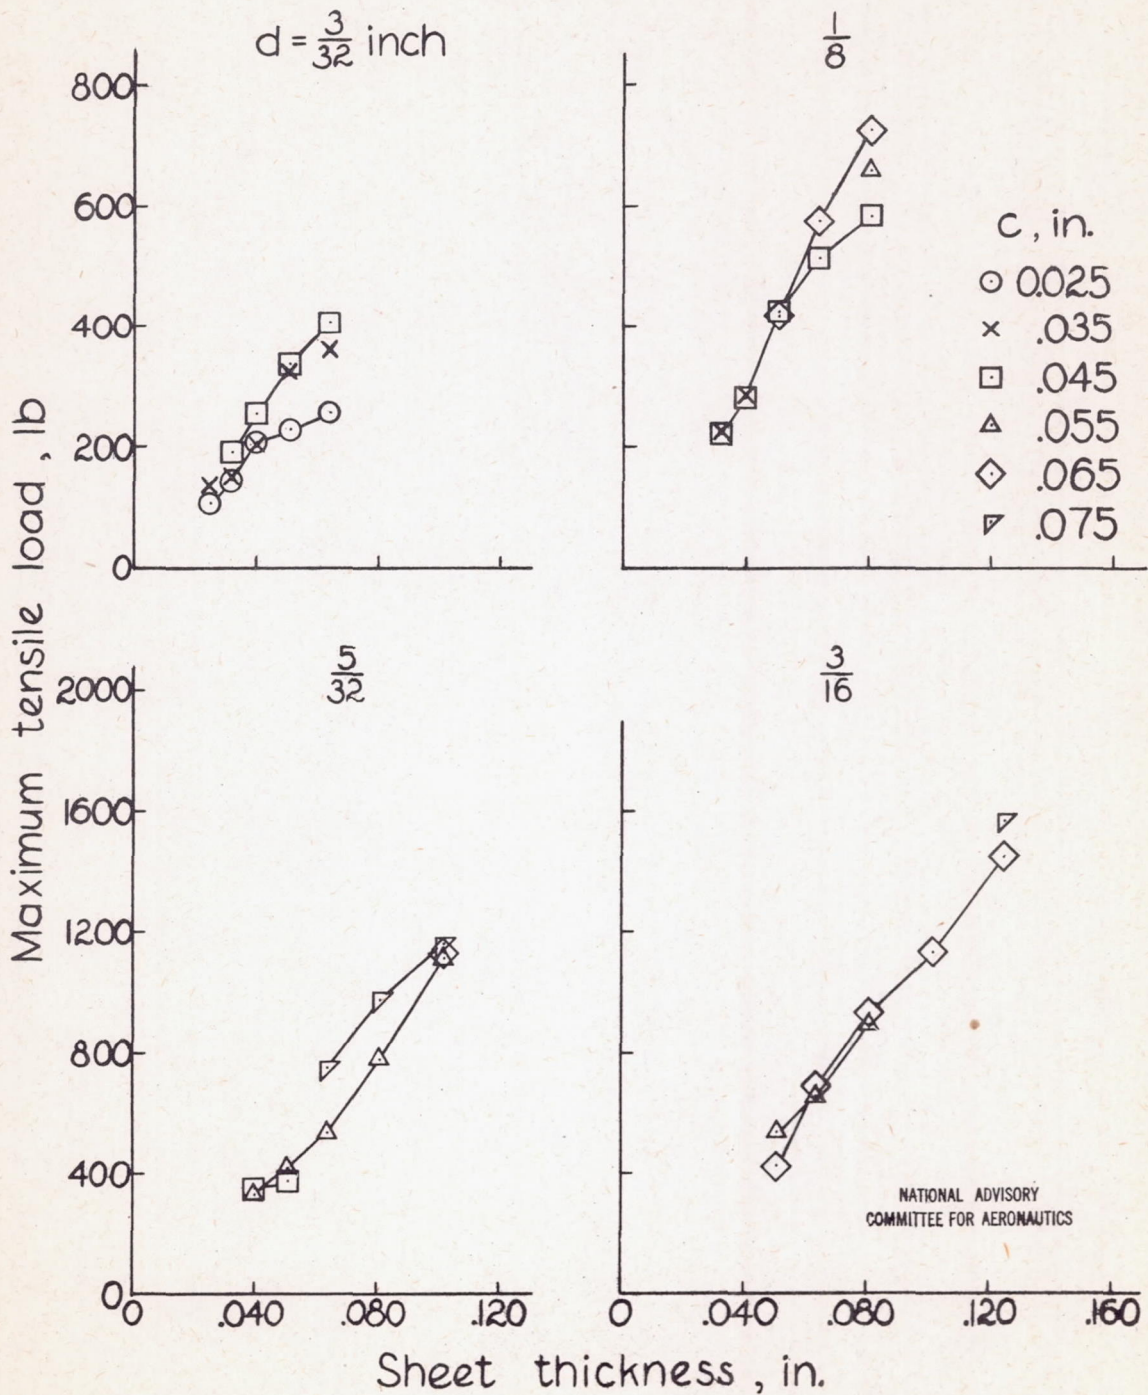 d = 3/32 inch
1/8
800
600
400
200
0
c, in.
0.025
.035
.045
.055
.065
.075
Maximum tensile load, lb
5/32
3/16
2000
1600
1200
800
400
0
NATIONAL ADVISORY
COMMITTEE FOR AERONAUTICS
0 .040 .080 .120
0 .040 .080 .120 .160
Sheet thickness, in.